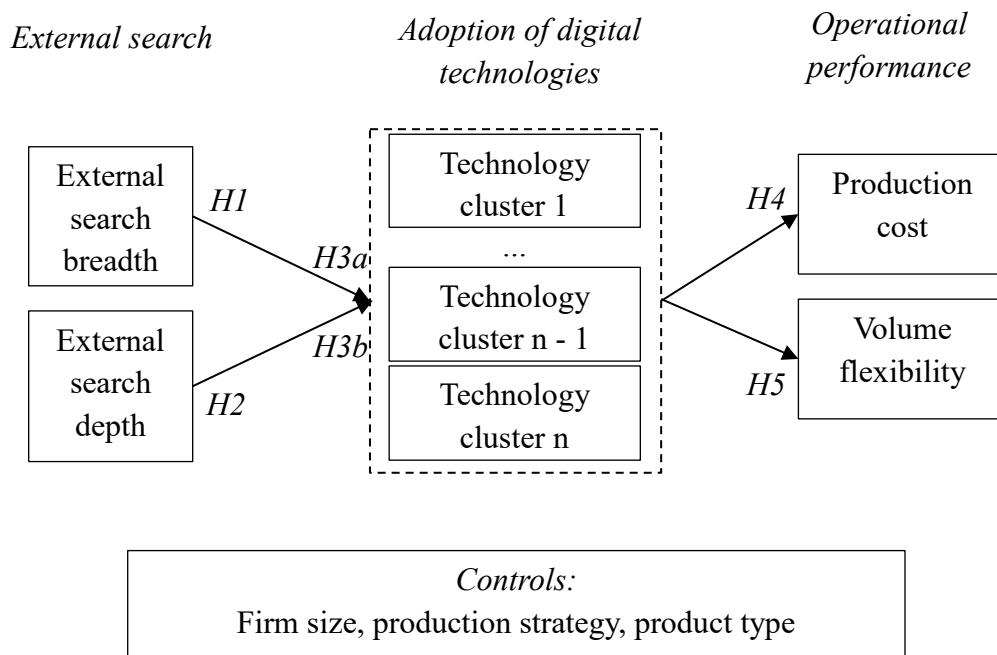 External search
Adoption of digital
technologies
Operational
performance
External
search
breadth
H1
H3a
External
search
depth
H2
H3b
Technology
cluster 1
...
Technology
cluster n - 1
Technology
cluster n
H4
Production
cost
H5
Volume
flexibility
Controls:
Firm size, production strategy, product type